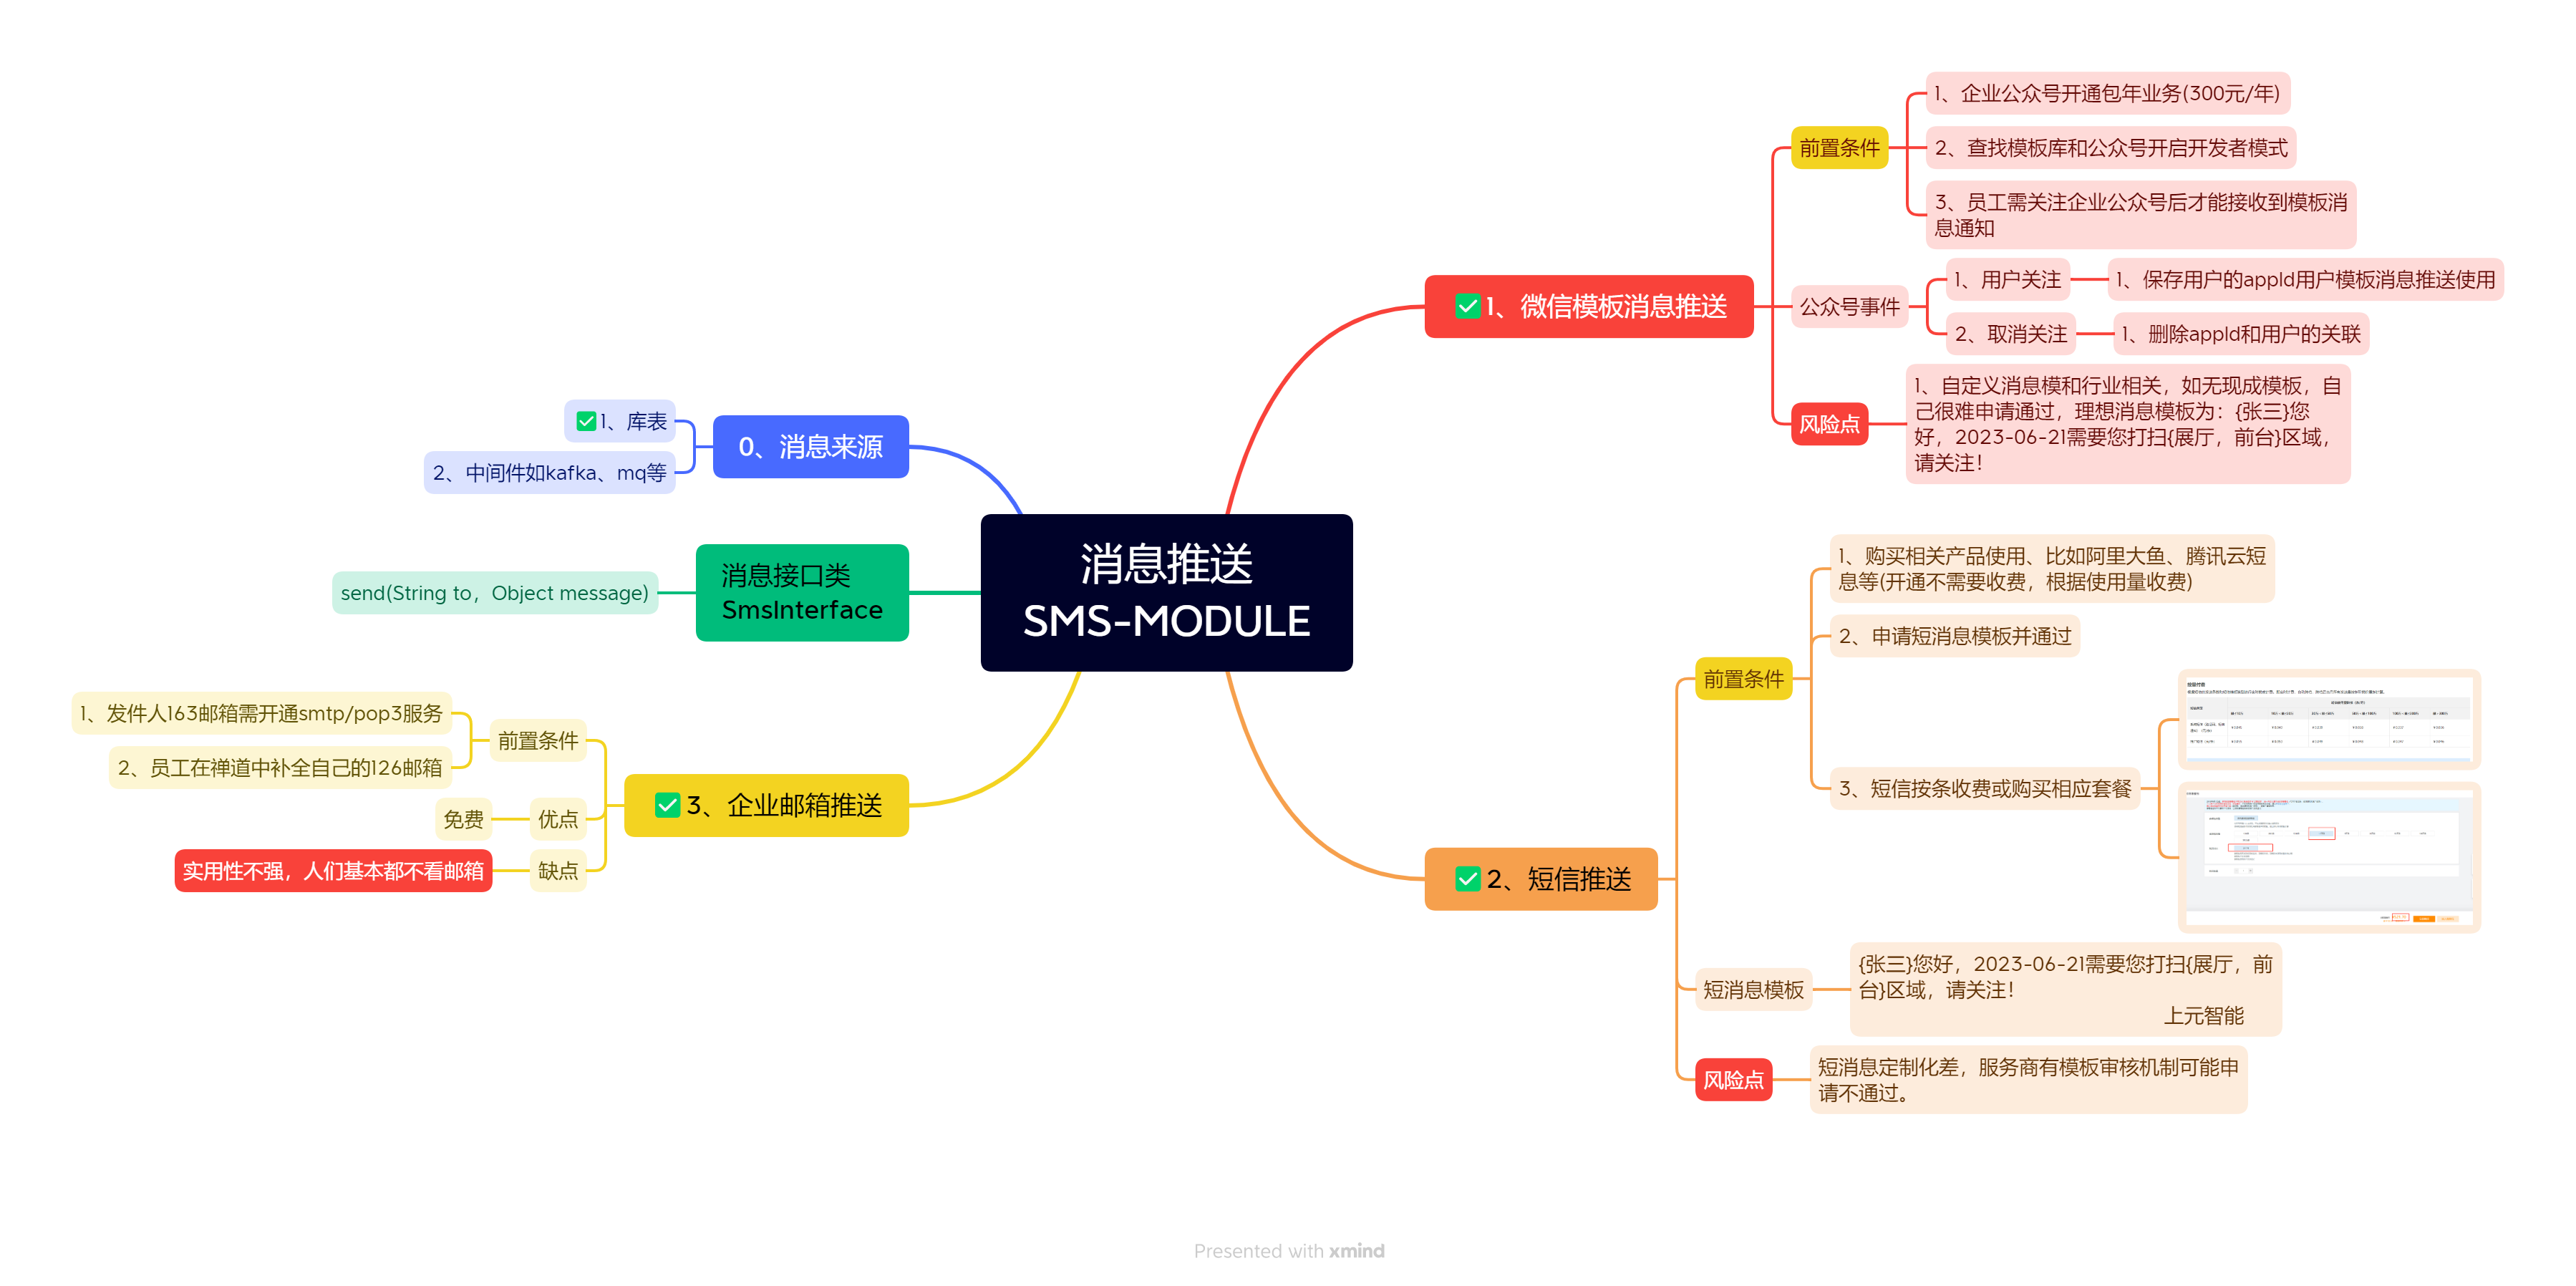 消息推送
SMS-MODULE
1、微信模板消息推送
前置条件
1、企业公众号开通包年业务(300元/年)
2、查找模板库和公众号开启开发者模式
3、员工需关注企业公众号后才能接收到模板消
息通知
公众号事件
1、用户关注
1、保存用户的appId用户模板消息推送使用
2、取消关注
1、删除appId和用户的关联
风险点
1、自定义消息模和行业相关，如无现成模板，自
己很难申请通过，理想消息模板为：{张三}您
好，2023-06-21需要您打扫{展厅，前台}区域，
请关注！
2、短信推送
前置条件
1、购买相关产品使用、比如阿里大鱼、腾讯云短
息等(开通不需要收费，根据使用量收费)
2、申请短消息模板并通过
3、短信按条收费或购买相应套餐
短消息模板
{张三}您好，2023-06-21需要您打扫{展厅，前
台}区域，请关注！
上元智能
风险点
短消息定制化差，服务商有模板审核机制可能申
请不通过。
0、消息来源
1、库表
2、中间件如kafka、mq等
消息接口类
SmsInterface
send(String to，Object message)
3、企业邮箱推送
前置条件
1、发件人163邮箱需开通smtp/pop3服务
2、员工在禅道中补全自己的126邮箱
优点
免费
缺点
实用性不强，人们基本都不看邮箱
Presented with xmind